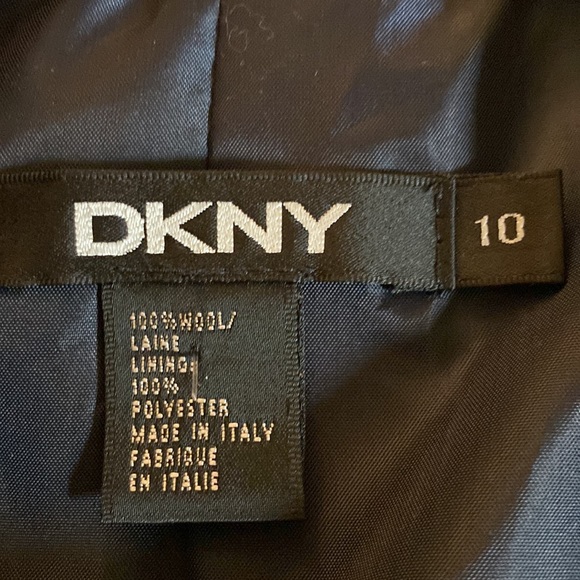 DKNY
10
100%WOOL/
LAINE
LINING:
100%
POLYESTER
MADE IN ITALY
FABRIQUE
EN ITALIE